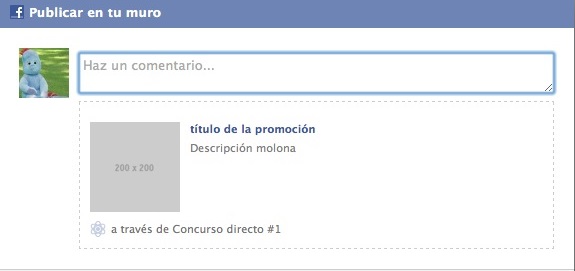 Publicar en tu muro
Haz un comentario...
título de la promoción
Descripción molona
200 x 200
a través de Concurso directo #1